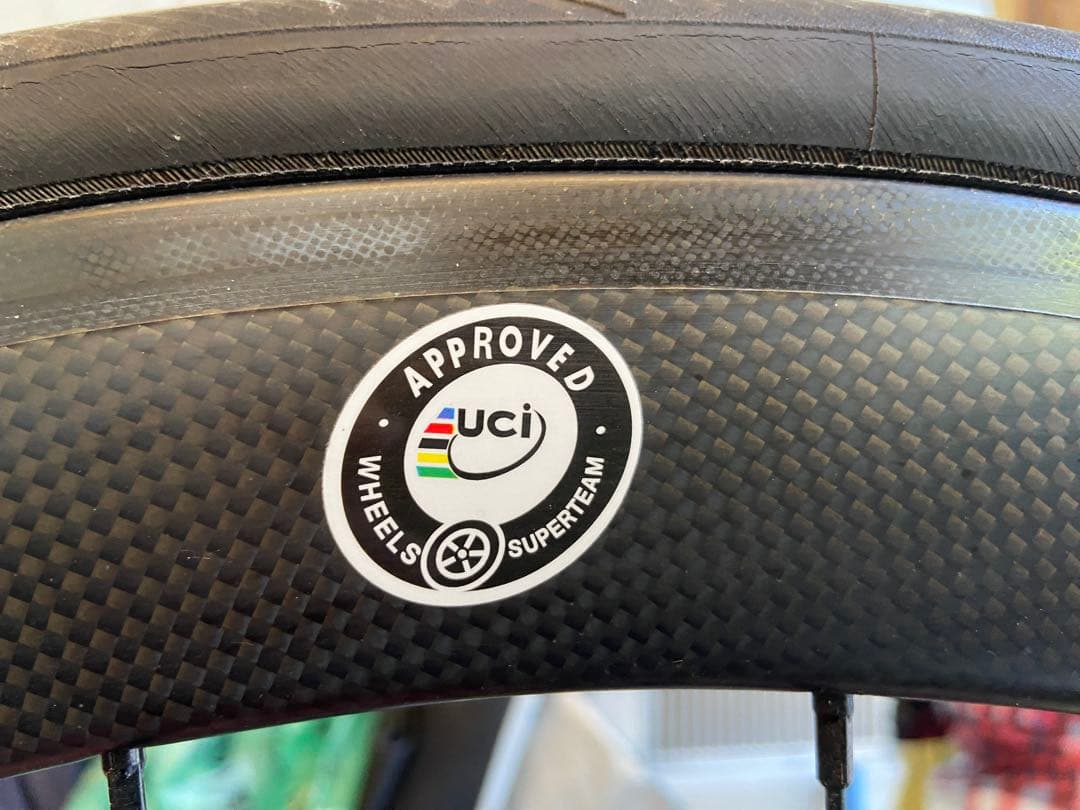 APPROVED
uci
WHEELS
SUPERTEAM